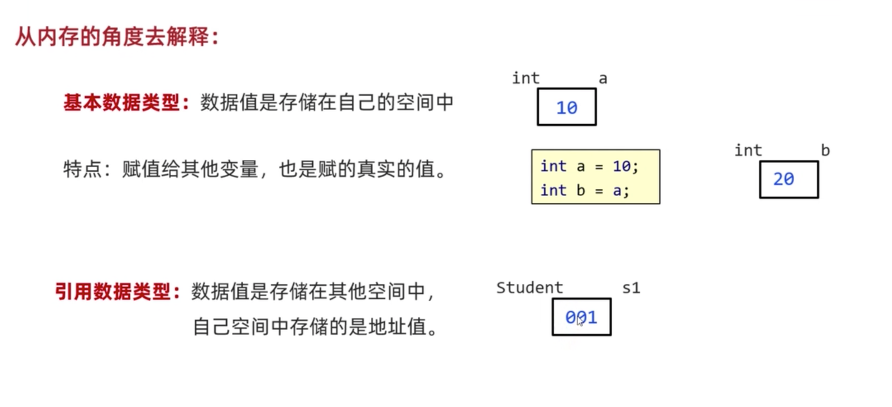 从内存的角度去解释：
int a
基本数据类型：数据值是存储在自己的空间中
10
int b
特点：赋值给其他变量，也是赋的真实的值。
int a = 10;
int b = a;
20
引用数据类型：数据值是存储在其他空间中，
自己空间中存储的是地址值。
Student s1
001